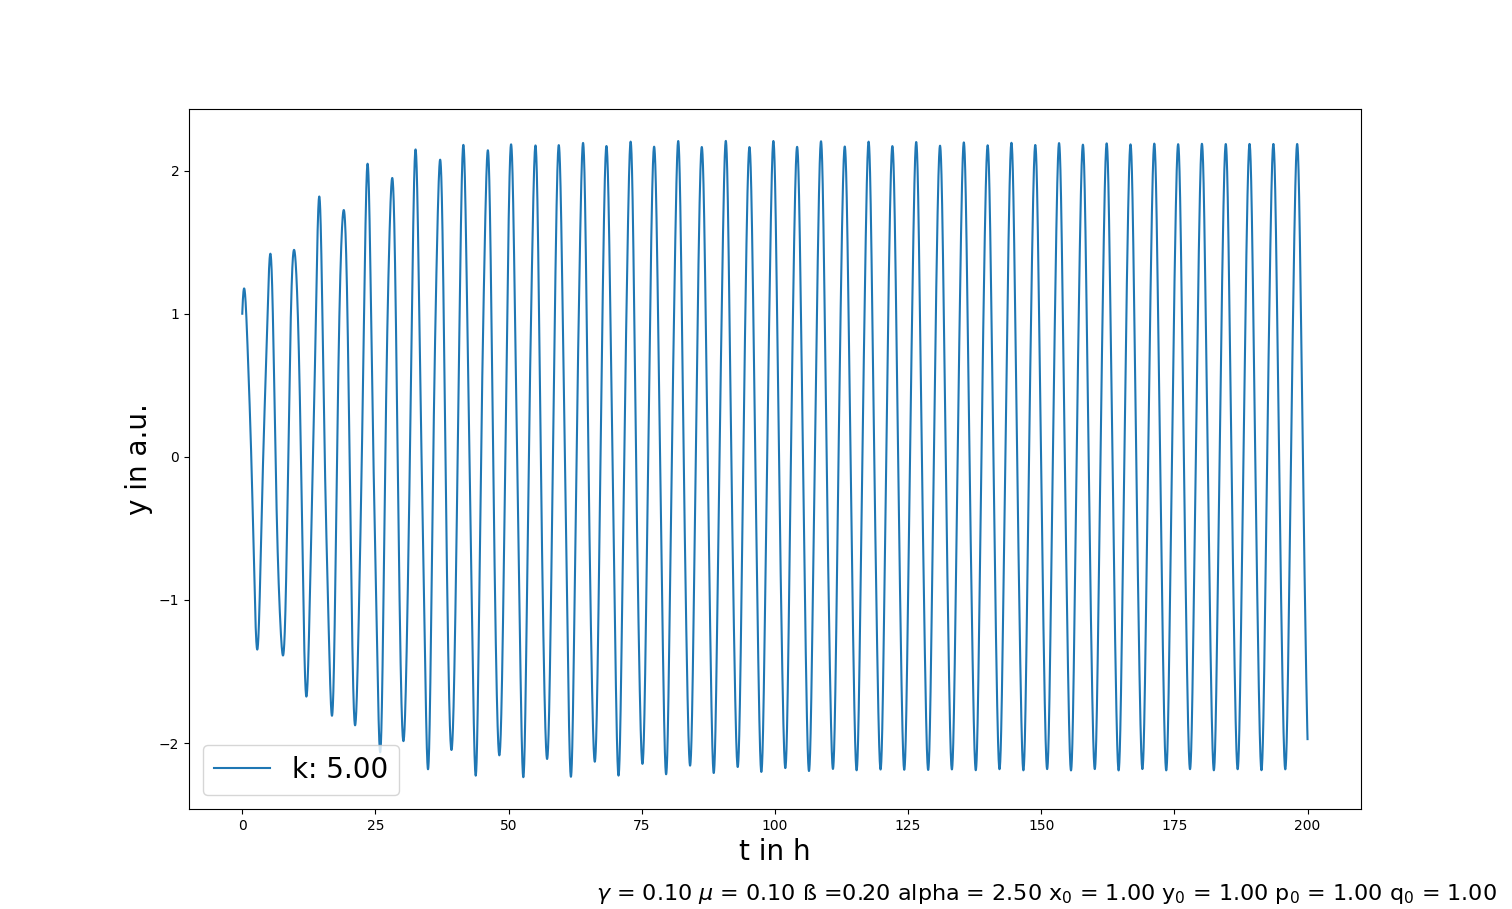 2
1
0
−1
−2
y in a.u.
k: 5.00
0 25 50 75 100 125 150 175 200
t in h
γ = 0.10 μ = 0.10 ß =0.20 alpha = 2.50 x₀ = 1.00 y₀ = 1.00 p₀ = 1.00 q₀ = 1.00